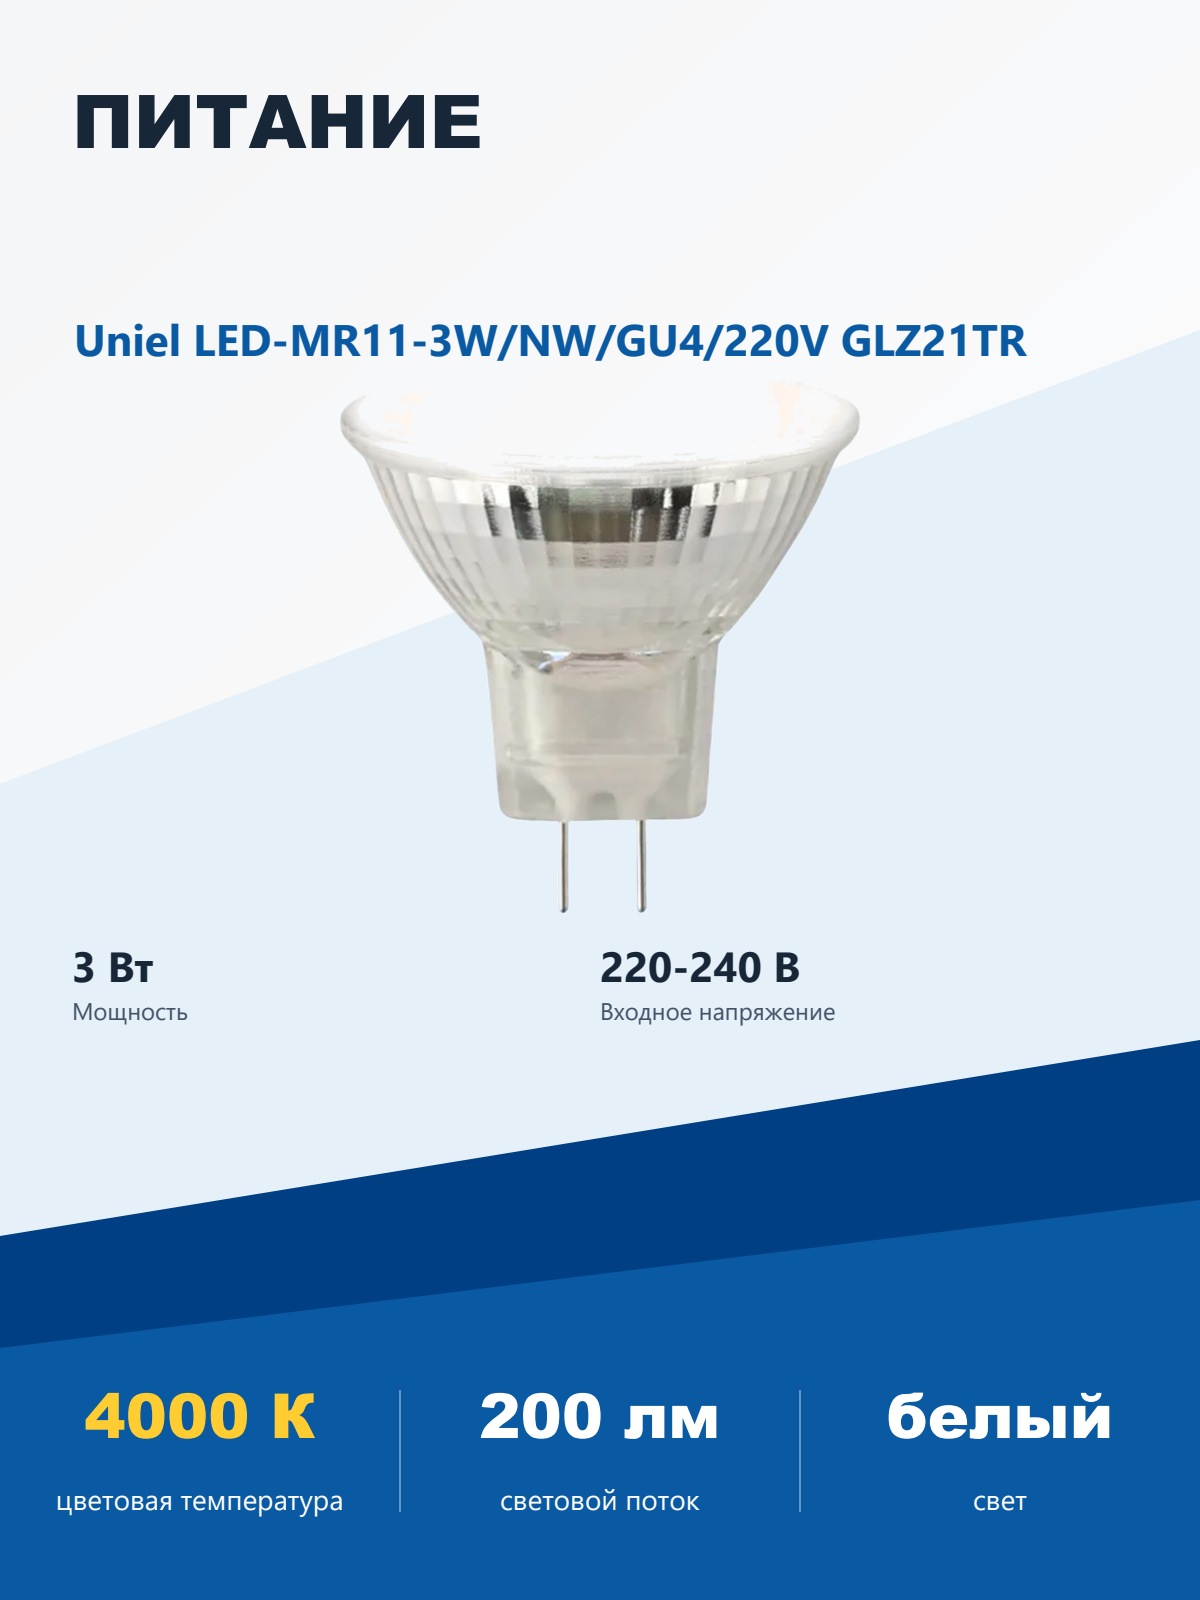 ПИТАНИЕ
Uniel LED-MR11-3W/NW/GU4/220V GLZ21TR
3 Вт
Мощность
220-240 В
Входное напряжение
4000 К
цветовая температура
200 лм
световой поток
белый
свет